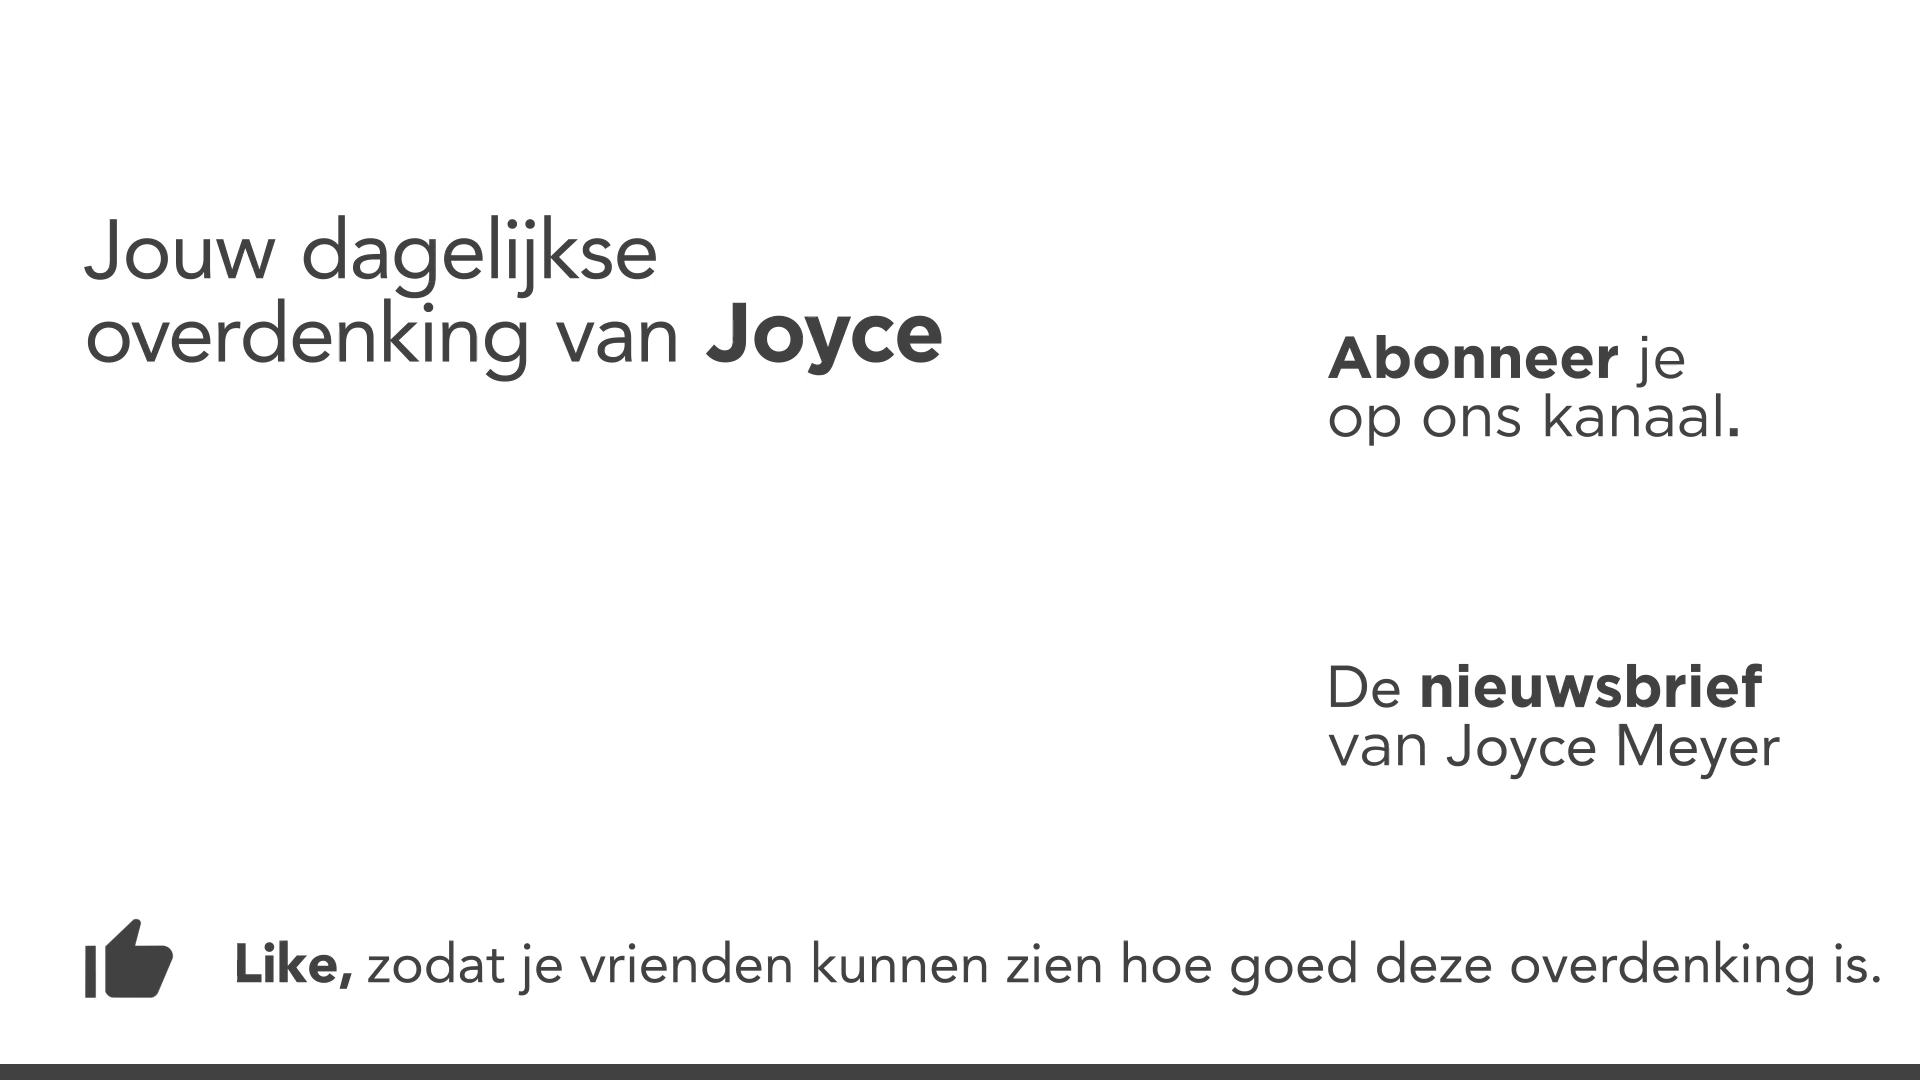 Jouw dagelijkse
overdenking van Joyce
Abonneer je
op ons kanaal.
De nieuwsbrief
van Joyce Meyer
Like, zodat je vrienden kunnen zien hoe goed deze overdenking is.